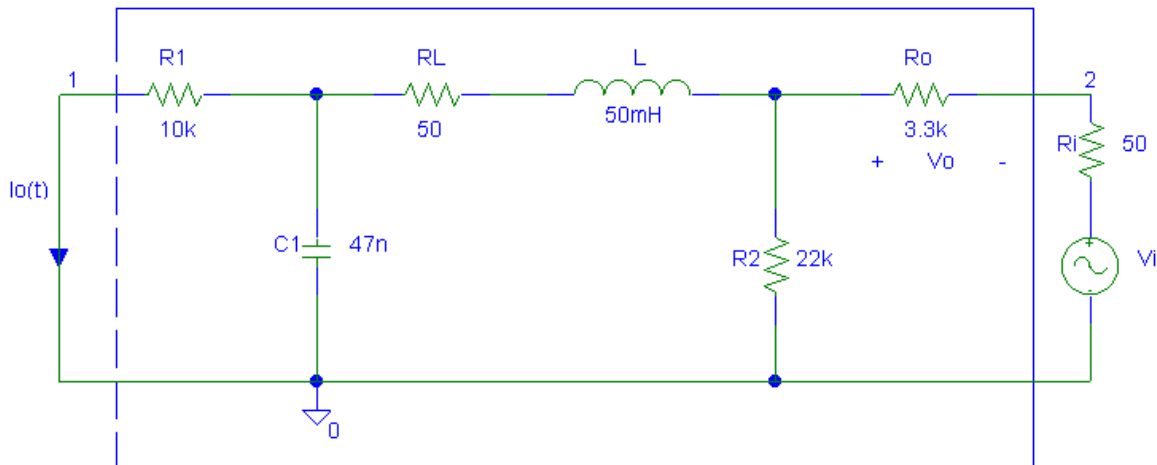 R1
RL
L
Ro
1
2
10k
50
50mH
3.3k
Ri
50
+ Vo -
Io(t)
C1
47n
R2
22k
+
Vi
-
0